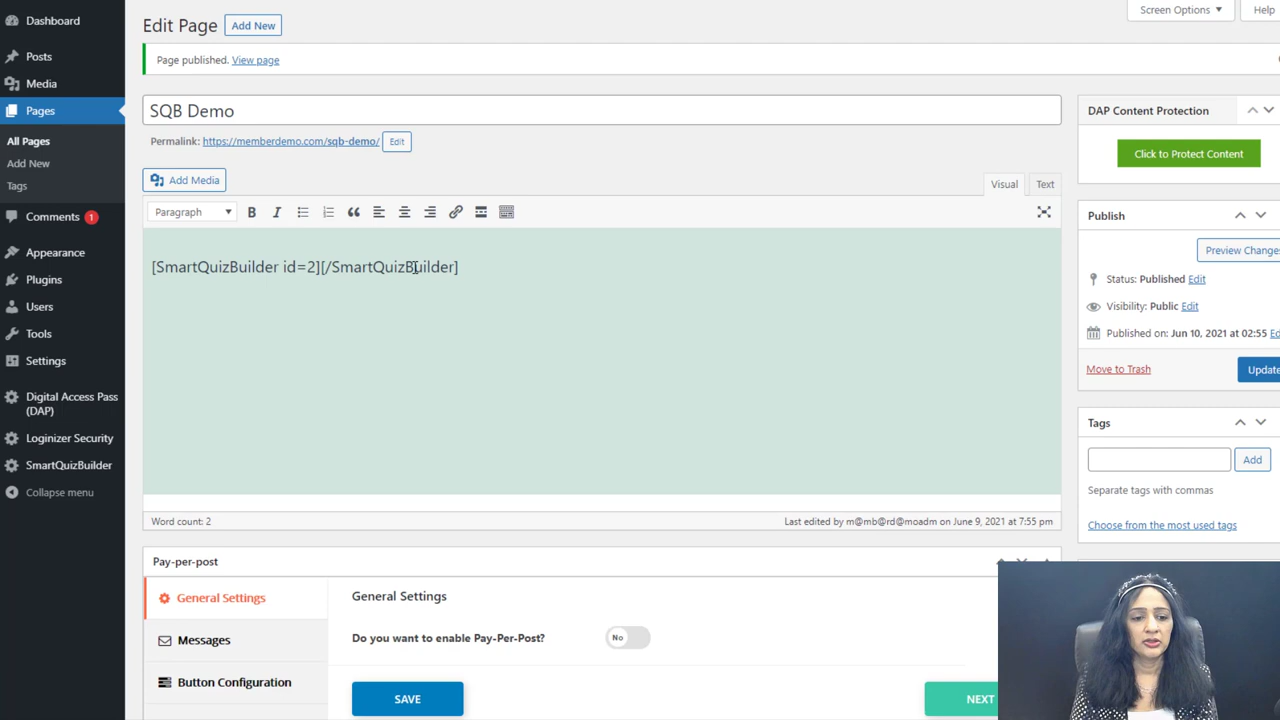 Dashboard
Posts
Media
Pages
All Pages
Add New
Tags
Comments 1
Appearance
Plugins
Users
Tools
Settings
Digital Access Pass
(DAP)
Loginizer Security
SmartQuizBuilder
Collapse menu
Screen Options
Help
Edit Page Add New
Page published. View page
SQB Demo
Permalink: https://memberdemo.com/sqb-demo/ Edit
Add Media
Visual Text
Paragraph
[SmartQuizBuilder id=2][/SmartQuizBuilder]
Word count: 2
Last edited by m@mb@rd@moadm on June 9, 2021 at 7:55 pm
Pay-per-post
General Settings
Messages
Button Configuration
General Settings
Do you want to enable Pay-Per-Post? No
SAVE
NEXT
DAP Content Protection
Click to Protect Content
Publish
Preview Changes
Status: Published Edit
Visibility: Public Edit
Published on: Jun 10, 2021 at 02:55 Ed
Move to Trash
Update
Tags
Add
Separate tags with commas
Choose from the most used tags